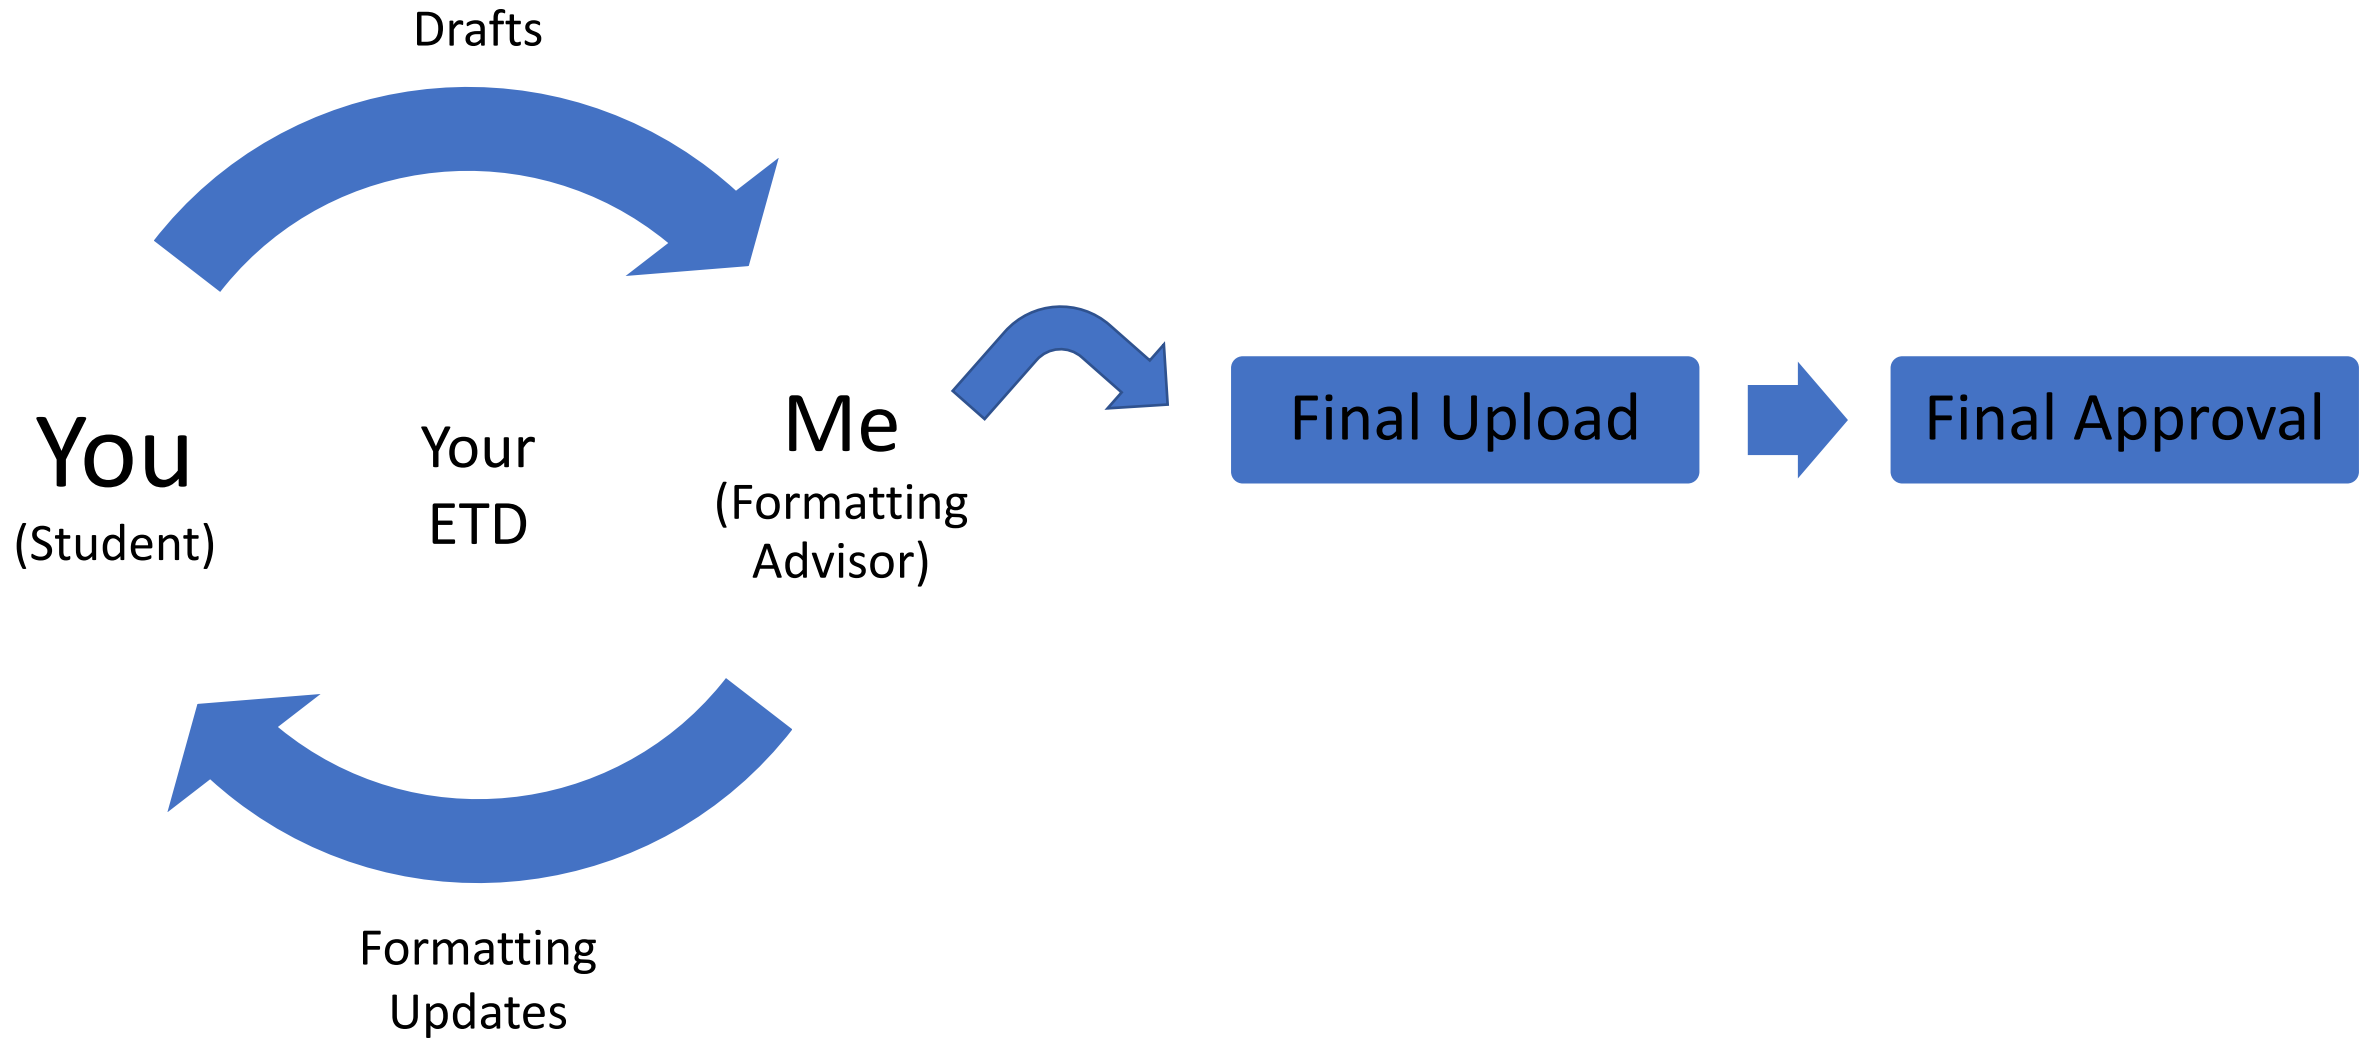 Drafts
You
(Student)
Your
ETD
Me
(Formatting
Advisor)
Final Upload
Final Approval
Formatting
Updates